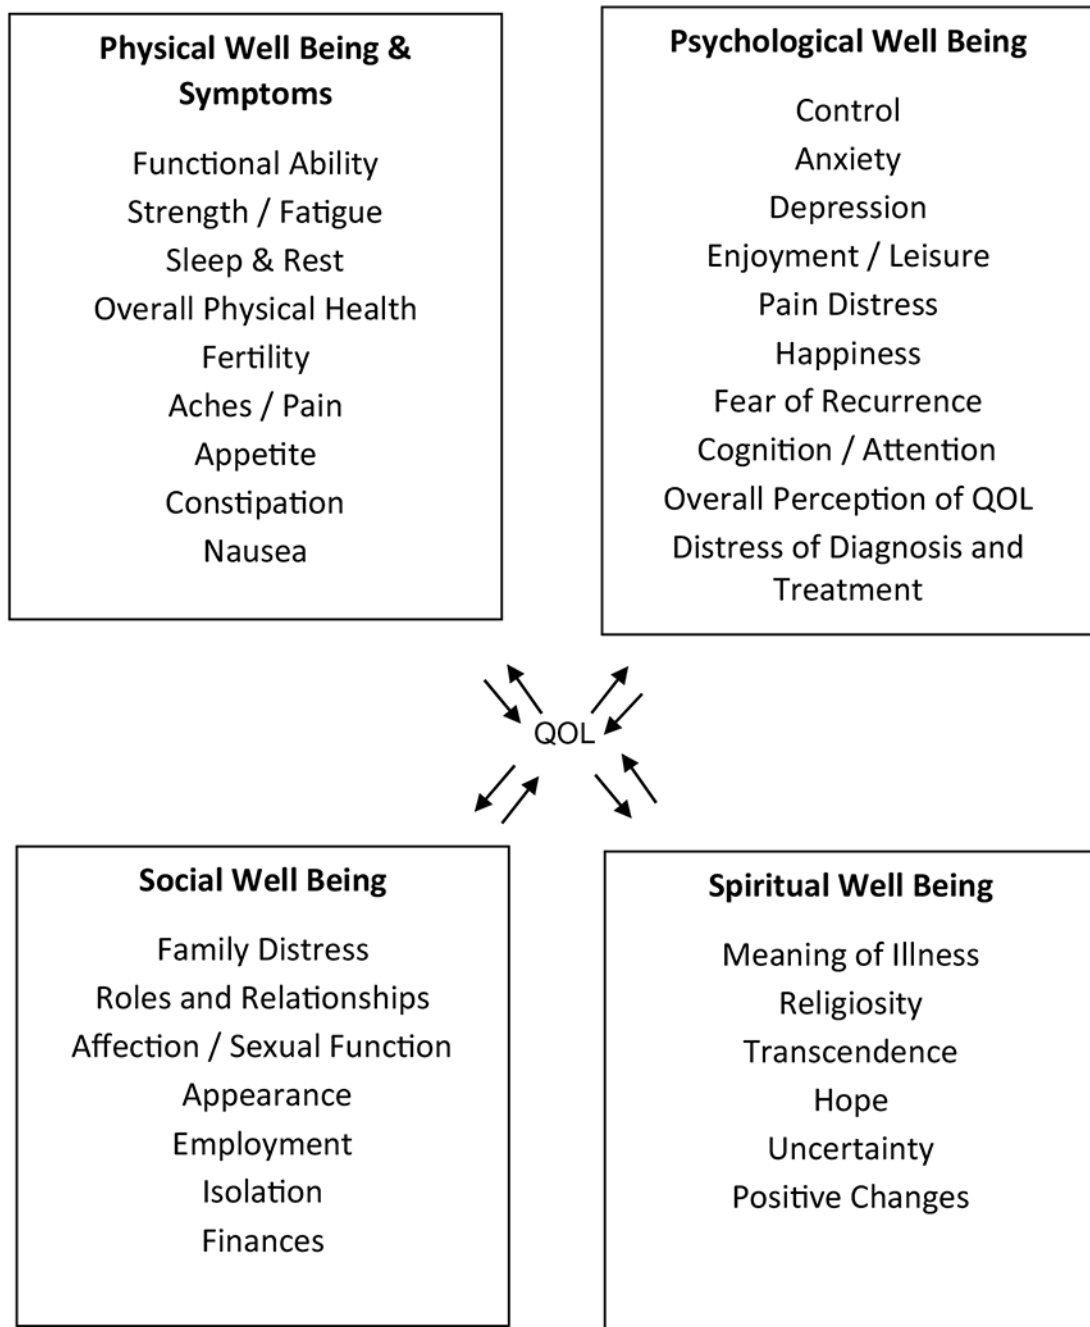 Physical Well Being &
Symptoms
Functional Ability
Strength / Fatigue
Sleep & Rest
Overall Physical Health
Fertility
Aches / Pain
Appetite
Constipation
Nausea
Psychological Well Being
Control
Anxiety
Depression
Enjoyment / Leisure
Pain Distress
Happiness
Fear of Recurrence
Cognition / Attention
Overall Perception of QOL
Distress of Diagnosis and
Treatment
QOL
Social Well Being
Family Distress
Roles and Relationships
Affection / Sexual Function
Appearance
Employment
Isolation
Finances
Spiritual Well Being
Meaning of Illness
Religiosity
Transcendence
Hope
Uncertainty
Positive Changes